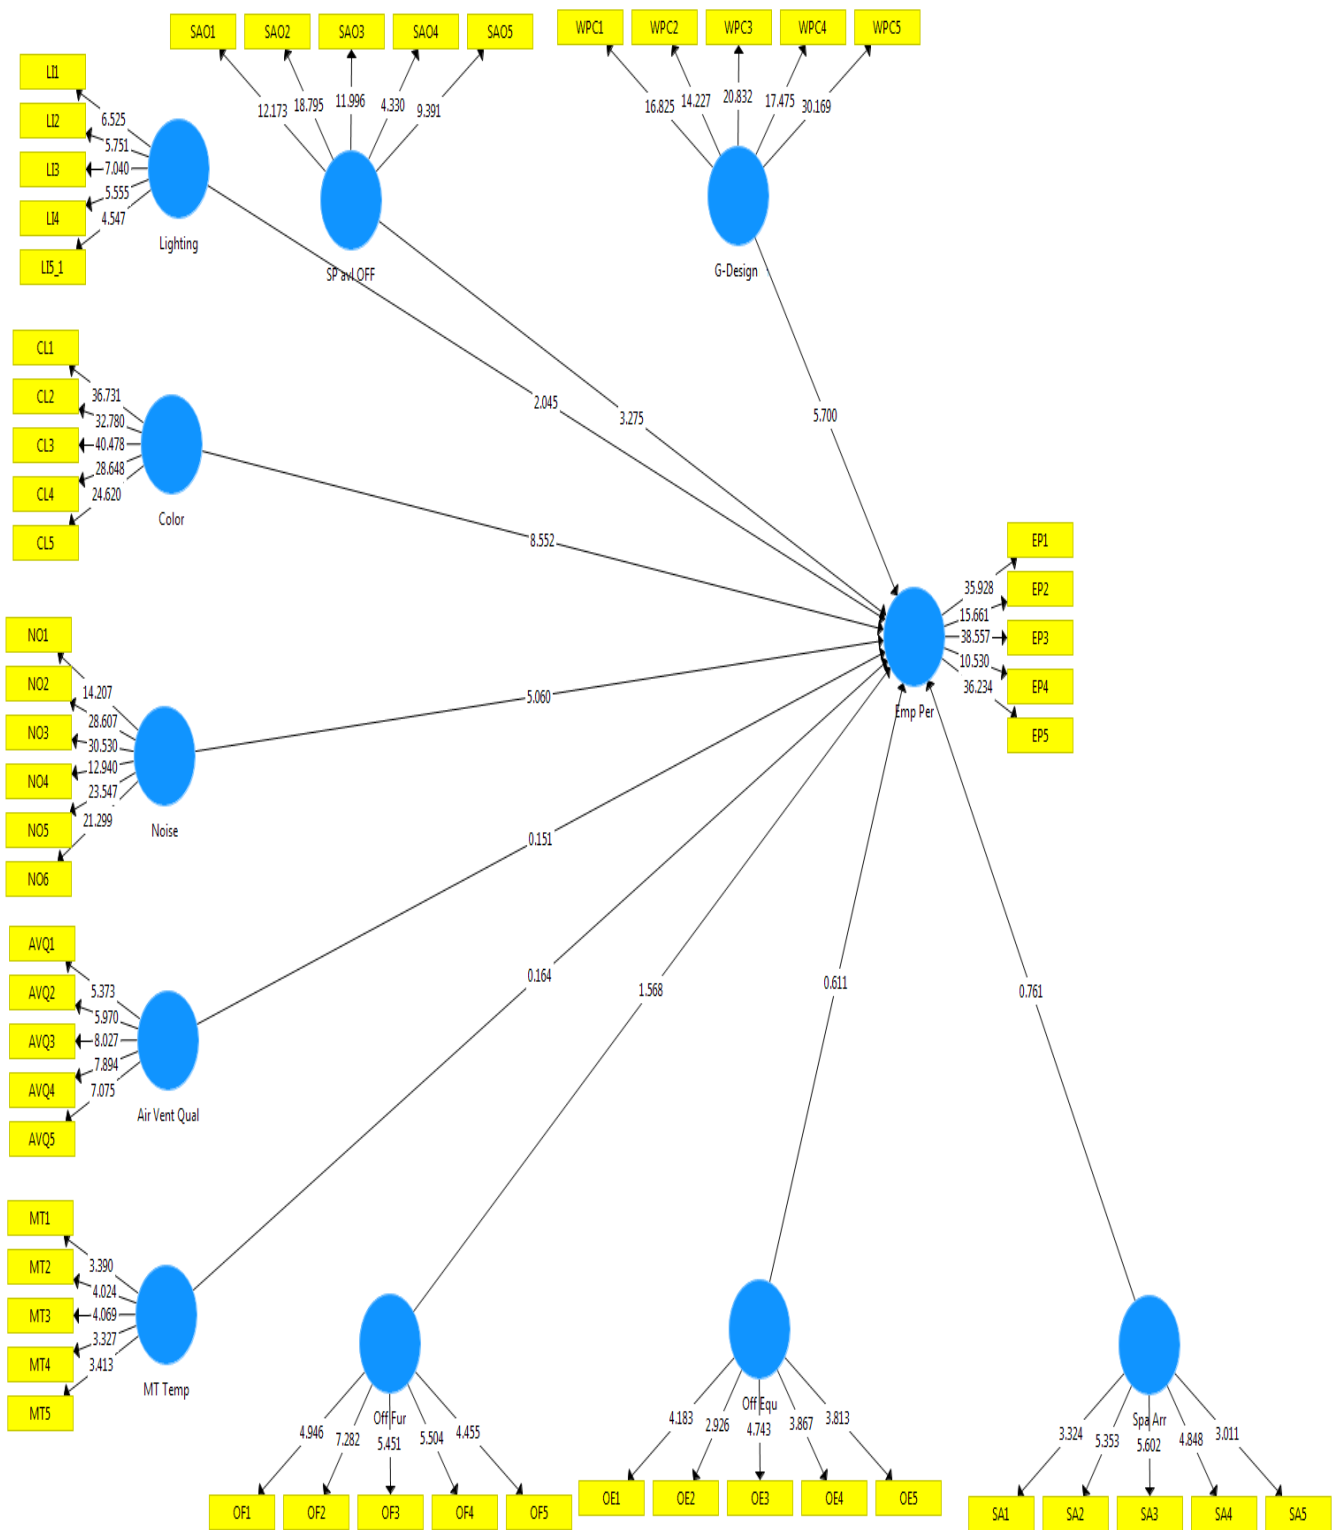 SAO1 SAO2 SAO3 SAO4 SAO5
12.173 18.795 11.996 4.330 9.391
SP avl OFF
WPC1 WPC2 WPC3 WPC4 WPC5
16.825 14.227 20.832 17.475 30.169
G-Design
LI1
LI2
LI3
LI4
LI5_1
6.525
5.751
7.040
5.555
4.547
Lighting
2.045
3.275
5.700
CL1
CL2
CL3
CL4
CL5
36.731
32.780
40.478
28.648
24.620
Color
8.552
EP1
EP2
EP3
EP4
EP5
35.928
15.661
38.557
10.530
36.234
Emp Per
NO1
NO2
NO3
NO4
NO5
NO6
14.207
28.607
30.530
12.940
23.547
21.299
Noise
5.060
AVQ1
AVQ2
AVQ3
AVQ4
AVQ5
5.373
5.970
8.027
7.894
7.075
Air Vent Qual
0.151
0.164
1.568
0.611
0.761
MT1
MT2
MT3
MT4
MT5
3.390
4.024
4.069
3.327
3.413
MT Temp
Off Fur
4.946 7.282 5.451 5.504 4.455
OF1 OF2 OF3 OF4 OF5
Off Equ
4.183 2.926 4.743 3.867 3.813
OE1 OE2 OE3 OE4 OE5
Spa Arr
3.324 5.353 5.602 4.848 3.011
SA1 SA2 SA3 SA4 SA5